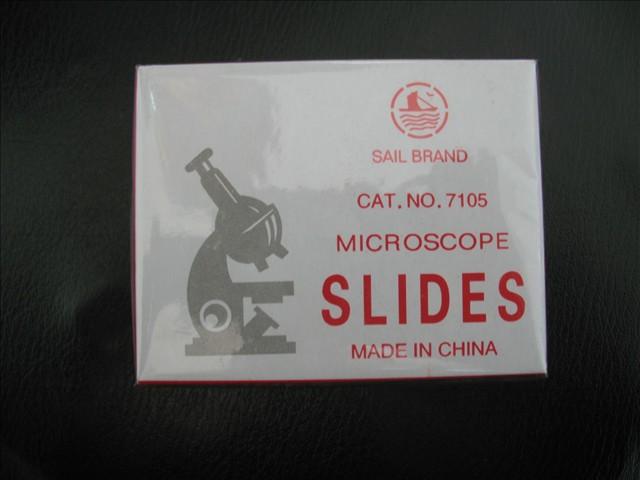 SAIL BRAND
CAT. NO. 7105
MICROSCOPE
SLIDES
MADE IN CHINA